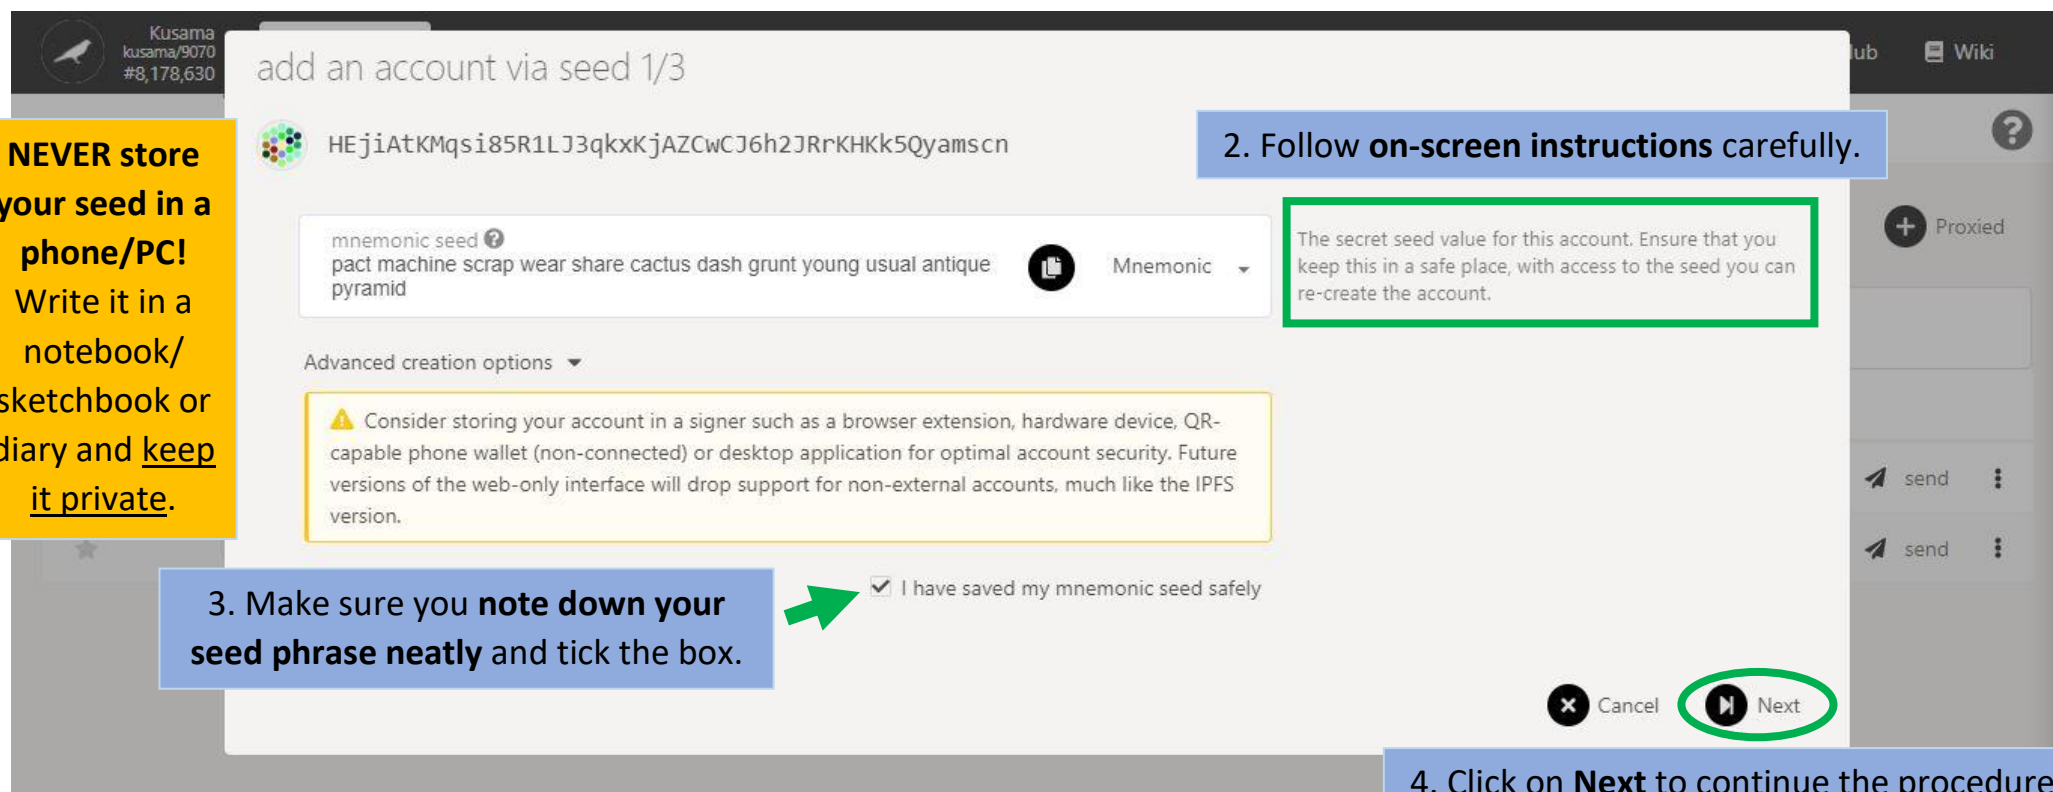 Kusama
kusama/9070
#8,178,630
lub
Wiki
add an account via seed 1/3
HEjiAtKMqsi85R1LJ3qkxKjAZCwCJ6h2JRrKHKk5Qyamscn
2. Follow on-screen instructions carefully.
NEVER store
your seed in a
phone/PC!
Write it in a
notebook/
sketchbook or
diary and keep
it private.
mnemonic seed
pact machine scrap wear share cactus dash grunt young usual antique
pyramid
Mnemonic
The secret seed value for this account. Ensure that you
keep this in a safe place, with access to the seed you can
re-create the account.
Proxied
Advanced creation options
Consider storing your account in a signer such as a browser extension, hardware device, QR-
capable phone wallet (non-connected) or desktop application for optimal account security. Future
versions of the web-only interface will drop support for non-external accounts, much like the IPFS
version.
send
send
I have saved my mnemonic seed safely
3. Make sure you note down your
seed phrase neatly and tick the box.
Cancel
Next
4. Click on Next to continue the procedure